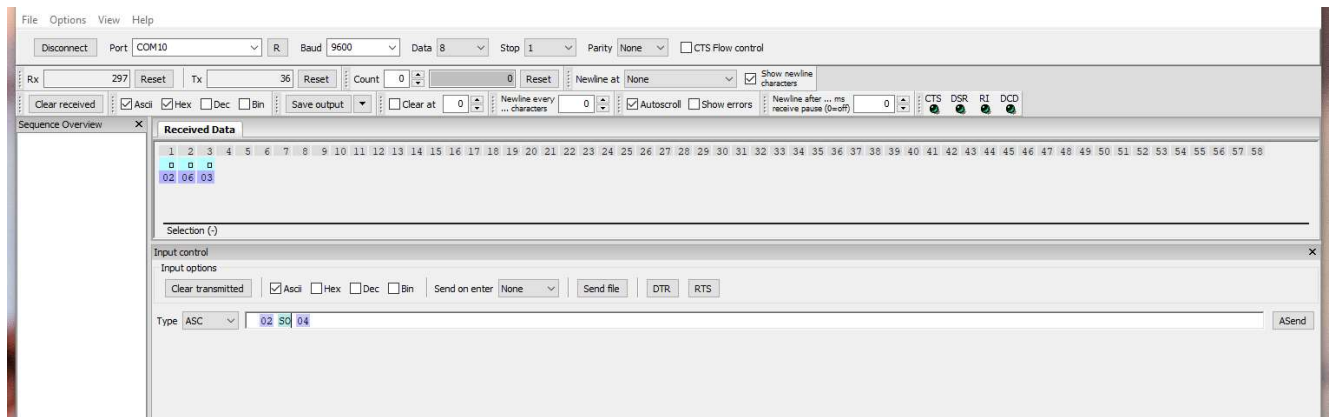 File Options View Help
Disconnect Port COM10 R Baud 9600 Data 8 Stop 1 Parity None CTS Flow control
Rx 297 Reset Tx 36 Reset Count 0 0 Reset Newline at None Show newline characters
Clear received Ascii Hex Dec Bin Save output Clear at 0 Newline every ... characters 0 Autoscroll Show errors Newline after ... ms receive pause (0=off) 0 CTS DSR RI DCD
Sequence Overview X Received Data
1 2 3 4 5 6 7 8 9 10 11 12 13 14 15 16 17 18 19 20 21 22 23 24 25 26 27 28 29 30 31 32 33 34 35 36 37 38 39 40 41 42 43 44 45 46 47 48 49 50 51 52 53 54 55 56 57 58
02 06 03
Selection (-)
Input control
Input options
Clear transmitted Ascii Hex Dec Bin Send on enter None Send file DTR RTS
Type ASC 02 S0 04 ASend